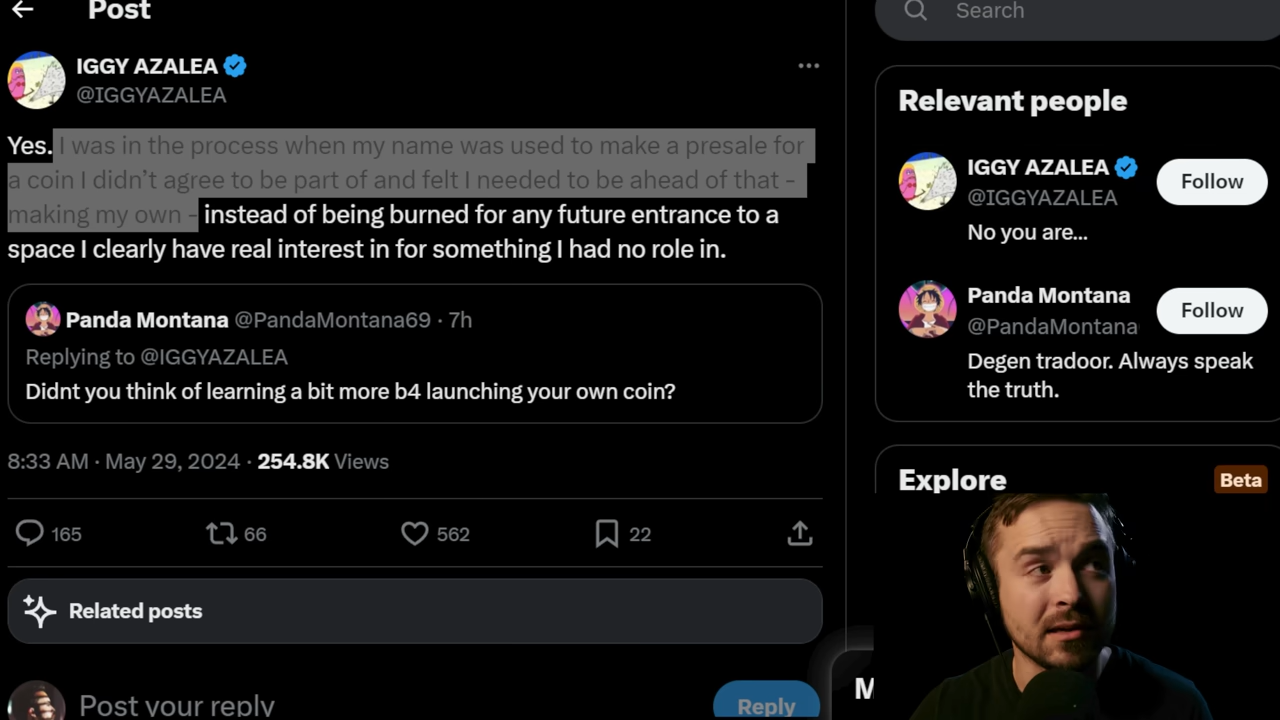 Post
IGGY AZALEA
@IGGYAZALEA
Yes. I was in the process when my name was used to make a presale for
a coin I didn’t agree to be part of and felt I needed to be ahead of that -
making my own - instead of being burned for any future entrance to a
space I clearly have real interest in for something I had no role in.
Panda Montana @PandaMontana69 · 7h
Replying to @IGGYAZALEA
Didnt you think of learning a bit more b4 launching your own coin?
8:33 AM · May 29, 2024 · 254.8K Views
165 66 562 22
Related posts
Post your reply
Reply
Search
Relevant people
IGGY AZALEA
@IGGYAZALEA
Follow
No you are...
Panda Montana
@PandaMontana
Follow
Degen tradoor. Always speak
the truth.
Explore
Beta
M